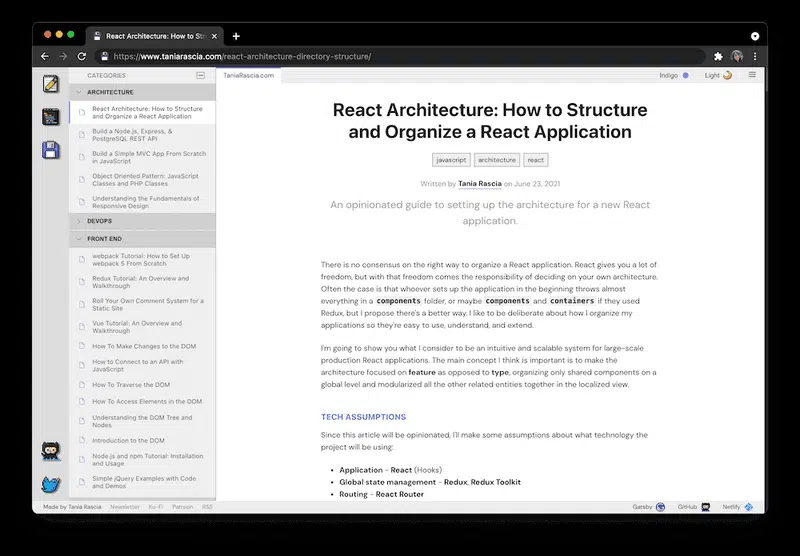 React Architecture: How to Str
https://www.taniarascia.com/react-architecture-directory-structure/
CATEGORIES
ARCHITECTURE
React Architecture: How to Structure
and Organize a React Application
Build a Node.js, Express, &
PostgreSQL REST API
Build a Simple MVC App From Scratch
in JavaScript
Object Oriented Pattern: JavaScript
Classes and PHP Classes
Understanding the Fundamentals of
Responsive Design
DEVOPS
FRONT END
webpack Tutorial: How to Set Up
webpack 5 From Scratch
Redux Tutorial: An Overview and
Walkthrough
Roll Your Own Comment System for a
Static Site
Vue Tutorial: An Overview and
Walkthrough
How To Make Changes to the DOM
How to Connect to an API with
JavaScript
How To Traverse the DOM
How To Access Elements in the DOM
Understanding the DOM Tree and
Nodes
Introduction to the DOM
Node.js and npm Tutorial: Installation
and Usage
Simple jQuery Examples with Code
and Demos
TaniaRascia.com
Indigo
Light
React Architecture: How to Structure
and Organize a React Application
javascript
architecture
react
Written by Tania Rascia on June 23, 2021
An opinionated guide to setting up the architecture for a new React
application.
There is no consensus on the right way to organize a React application. React gives you a lot of
freedom, but with that freedom comes the responsibility of deciding on your own architecture.
Often the case is that whoever sets up the application in the beginning throws almost
everything in a components folder, or maybe components and containers if they used
Redux, but I propose there's a better way. I like to be deliberate about how I organize my
applications so they're easy to use, understand, and extend.
I'm going to show you what I consider to be an intuitive and scalable system for large-scale
production React applications. The main concept I think is important is to make the
architecture focused on feature as opposed to type, organizing only shared components on a
global level and modularized all the other related entities together in the localized view.
TECH ASSUMPTIONS
Since this article will be opinionated, I'll make some assumptions about what technology the
project will be using:
• Application - React (Hooks)
• Global state management - Redux, Redux Toolkit
• Routing - React Router
Made by Tania Rascia
Newsletter
Ko-Fi
Patreon
RSS
Gatsby
GitHub
Netlify